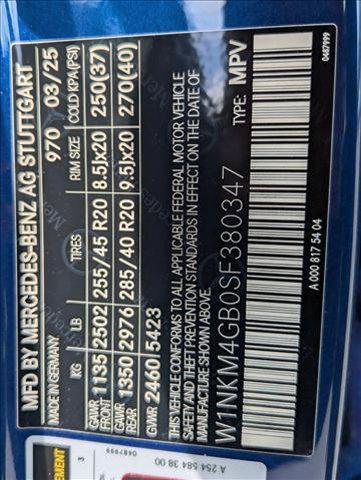 MFD BY MERCEDES-BENZ AG STUTTGART
MADE IN GERMANY 970 03/25
KG LB TIRES RIM SIZE COLD KPA(PSI)
GAWR FRONT 1135 2502 255/45 R20 8.5Jx20 250(37)
GAWR REAR 1350 2976 285/40 R20 9.5Jx20 270(40)
GVWR 2460 5423
THIS VEHICLE CONFORMS TO ALL APPLICABLE FEDERAL MOTOR VEHICLE
SAFETY AND THEFT PREVENTION STANDARDS IN EFFECT ON THE DATE OF
MANUFACTURE SHOWN ABOVE.
W1NKM4GB0SF380347 TYPE: MPV
A 000 817 54 04
0487999
A 254 584 38 00
0487999
3